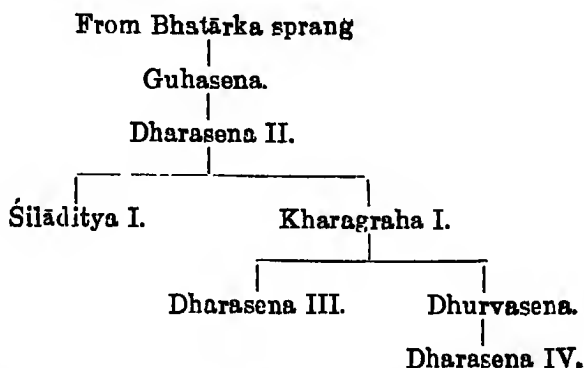 From Bhatārka sprang
Guhasena.
Dharasena II.
Śilāditya I. Kharagraha I.
Dharasena III. Dhurvasena.
Dharasena IV.